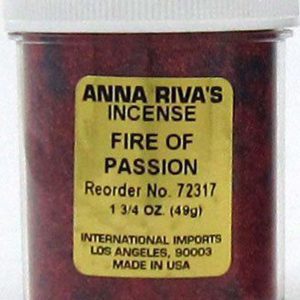 ANNA RIVA'S
INCENSE
FIRE OF
PASSION
Reorder No. 72317
1 3/4 OZ. (49g)
INTERNATIONAL IMPORTS
LOS ANGELES, 90003
MADE IN USA